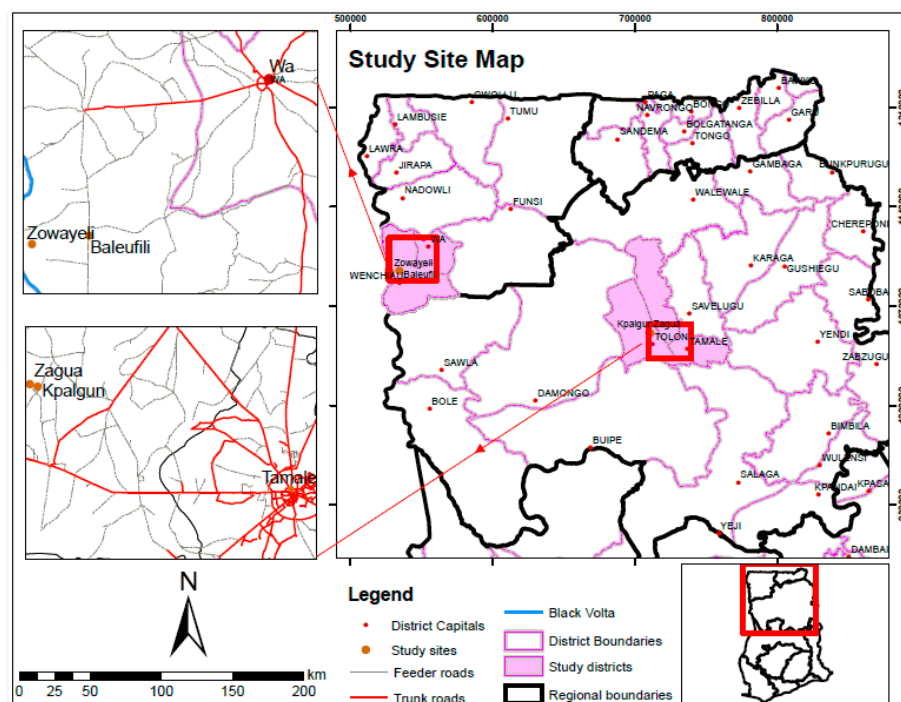 500000 600000 700000 800000
Study Site Map
Wa
WA
Zowayeli
Baleufili
Zagua
Kpalgun
Tamale
GWOLLU
TUMU
LAMBUSIE
LAWRA
JIRAPA
NADOWLI
FUNSI
PAGA
NAVRONGO
BONGO
SANDEMA
BOLGATANGA
TONGO
ZEBILLA
BAWKU
GARU
GAMBAGA
BUNKPURUGU
WALEWALE
CHEREPONI
KARAGA
GUSHIEGU
SABOBA
WA
Zowayeli
WENCHIAU
Baleufili
SAVELUGU
Kpalgun
Zagua
TOLON
TAMALE
YENDI
ZABZUGU
SAWLA
BOLE
DAMONGO
BUIPE
BIMBILA
WULENSI
SALAGA
KPANDAI
KPASA
YEJI
DAMBAI
N
0 25 50 100 150 200
km
Legend
District Capitals
Study sites
Feeder roads
Trunk roads
Black Volta
District Boundaries
Study districts
Regional boundaries